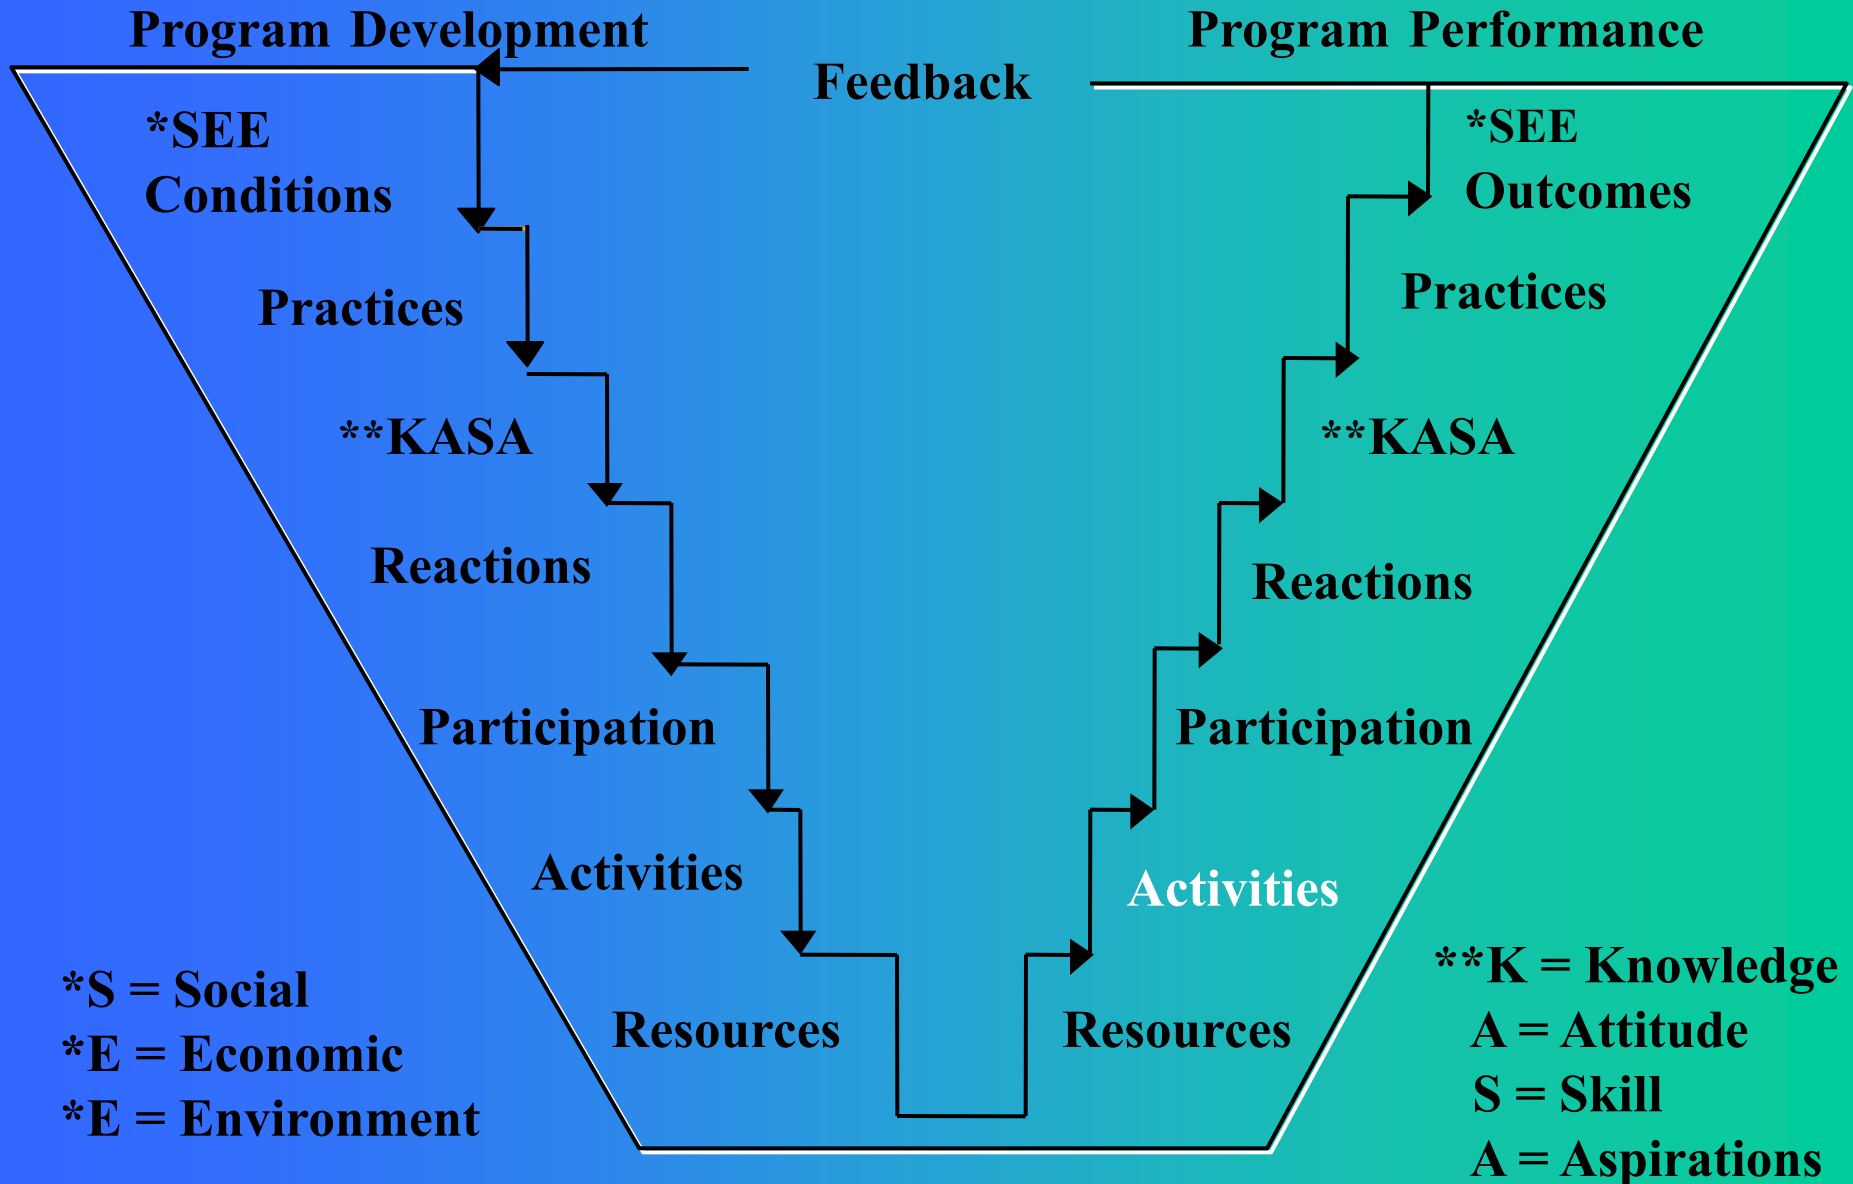 Program Development
Program Performance
Feedback
*SEE
Conditions
*SEE
Outcomes
Practices
Practices
**KASA
**KASA
Reactions
Reactions
Participation
Participation
Activities
Activities
Resources
Resources
*S = Social
*E = Economic
*E = Environment
**K = Knowledge
A = Attitude
S = Skill
A = Aspirations